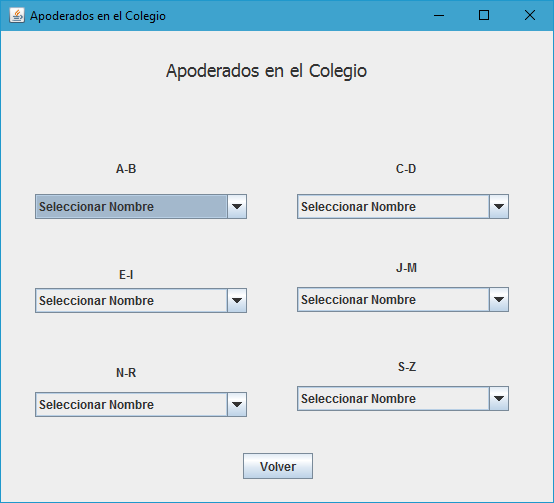 Apoderados en el Colegio
Apoderados en el Colegio
A-B
C-D
Seleccionar Nombre
Seleccionar Nombre
E-I
J-M
Seleccionar Nombre
Seleccionar Nombre
N-R
S-Z
Seleccionar Nombre
Seleccionar Nombre
Volver